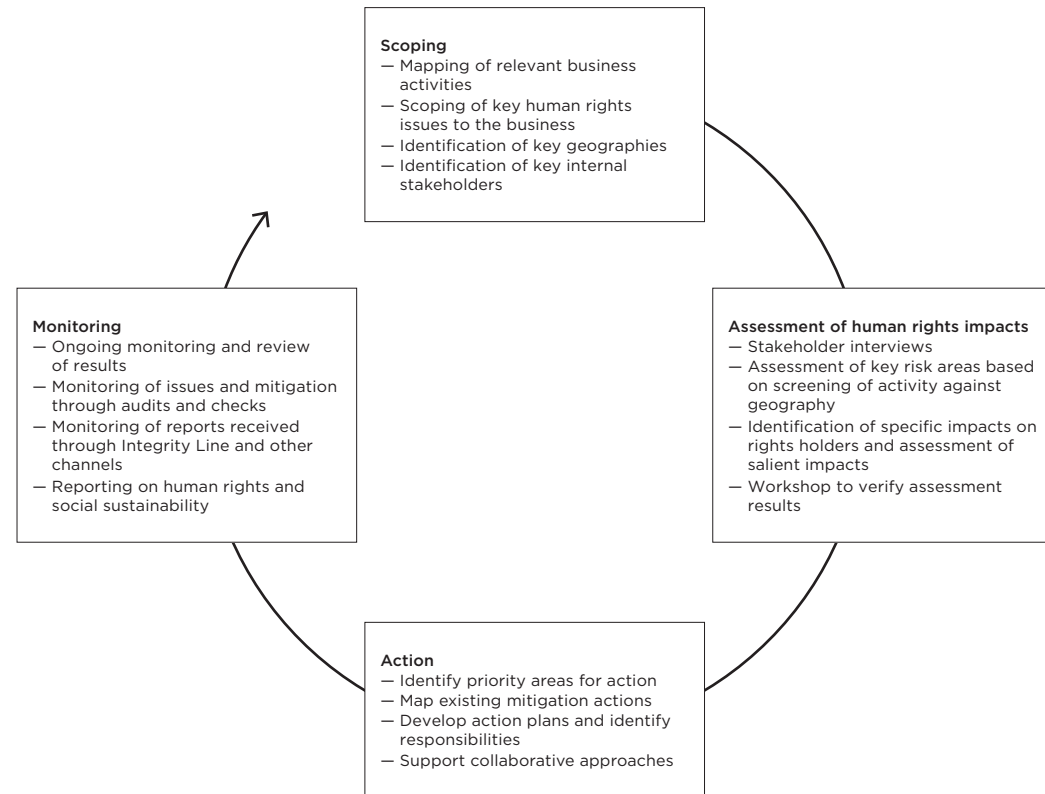 Scoping
— Mapping of relevant business
activities
— Scoping of key human rights
issues to the business
— Identification of key geographies
— Identification of key internal
stakeholders
Assessment of human rights impacts
— Stakeholder interviews
— Assessment of key risk areas based
on screening of activity against
geography
— Identification of specific impacts on
rights holders and assessment of
salient impacts
— Workshop to verify assessment
results
Action
— Identify priority areas for action
— Map existing mitigation actions
— Develop action plans and identify
responsibilities
— Support collaborative approaches
Monitoring
— Ongoing monitoring and review
of results
— Monitoring of issues and mitigation
through audits and checks
— Monitoring of reports received
through Integrity Line and other
channels
— Reporting on human rights and
social sustainability